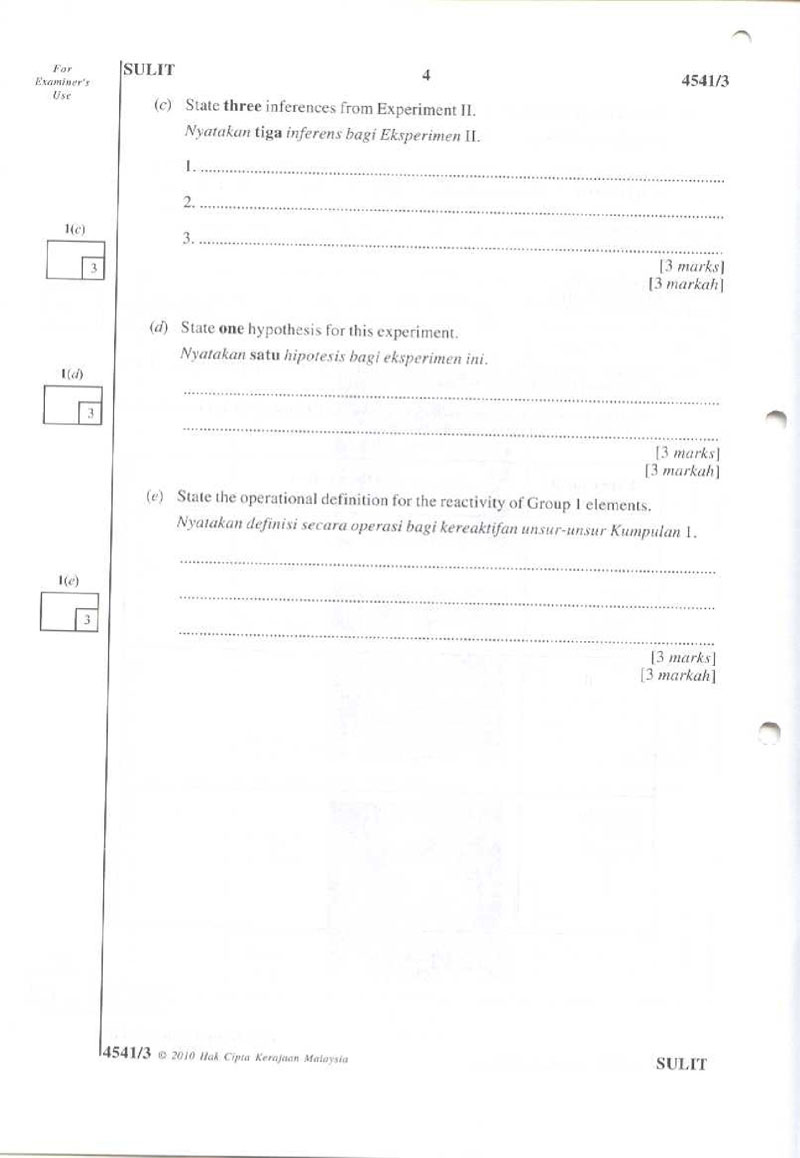 For
Examiner's
Use
SULIT
4
4541/3
(c) State three inferences from Experiment II.
Nyatakan tiga inferens bagi Eksperimen II.
1. ........................................................................
2. ........................................................................
1(c)
3
3. ........................................................................
[3 marks]
[3 markah]
(d) State one hypothesis for this experiment.
Nyatakan satu hipotesis bagi eksperimen ini.
1(d)
3
........................................................................
........................................................................
[3 marks]
[3 markah]
(e) State the operational definition for the reactivity of Group 1 elements.
Nyatakan definisi secara operasi bagi kereaktifan unsur-unsur Kumpulan 1.
........................................................................
1(e)
3
........................................................................
........................................................................
[3 marks]
[3 markah]
4541/3 © 2010 Hak Cipta Kerajaan Malaysia
SULIT